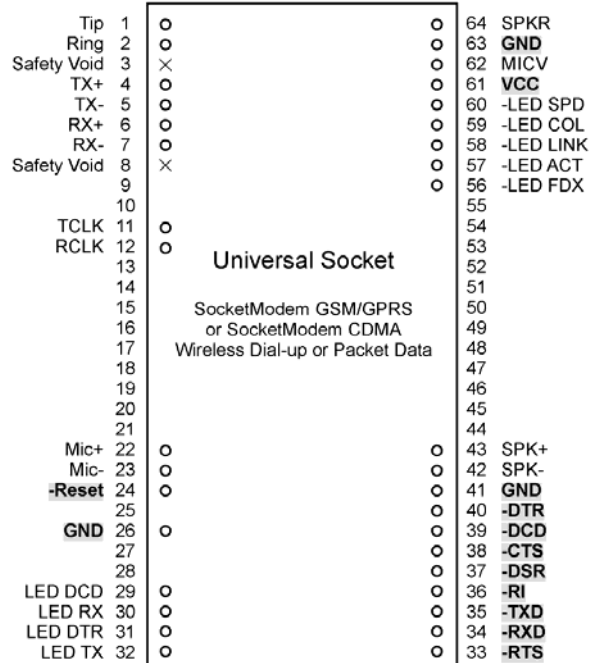 Tip 1 64 SPKR
Ring 2 63 GND
Safety Void 3 62 MICV
TX+ 4 61 VCC
TX- 5 60 -LED SPD
RX+ 6 59 -LED COL
RX- 7 58 -LED LINK
Safety Void 8 57 -LED ACT
9 56 -LED FDX
10 55
TCLK 11 54
RCLK 12 53
Universal Socket
13 52
14 51
15 SocketModem GSM/GPRS 50
16 or SocketModem CDMA 49
17 Wireless Dial-up or Packet Data 48
18 47
19 46
20 45
21 44
Mic+ 22 43 SPK+
Mic- 23 42 SPK-
-Reset 24 41 GND
25 40 -DTR
GND 26 39 -DCD
27 38 -CTS
28 37 -DSR
LED DCD 29 36 -RI
LED RX 30 35 -TXD
LED DTR 31 34 -RXD
LED TX 32 33 -RTS